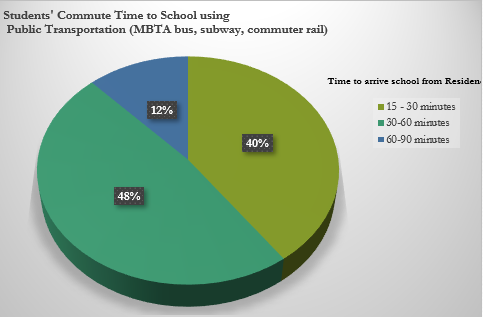 Students' Commute Time to School using
Public Transportation (MBTA bus, subway, commuter rail)
Time to arrive school from
15 - 30 minutes
30-60 minutes
60-90 minutes
12%
40%
48%